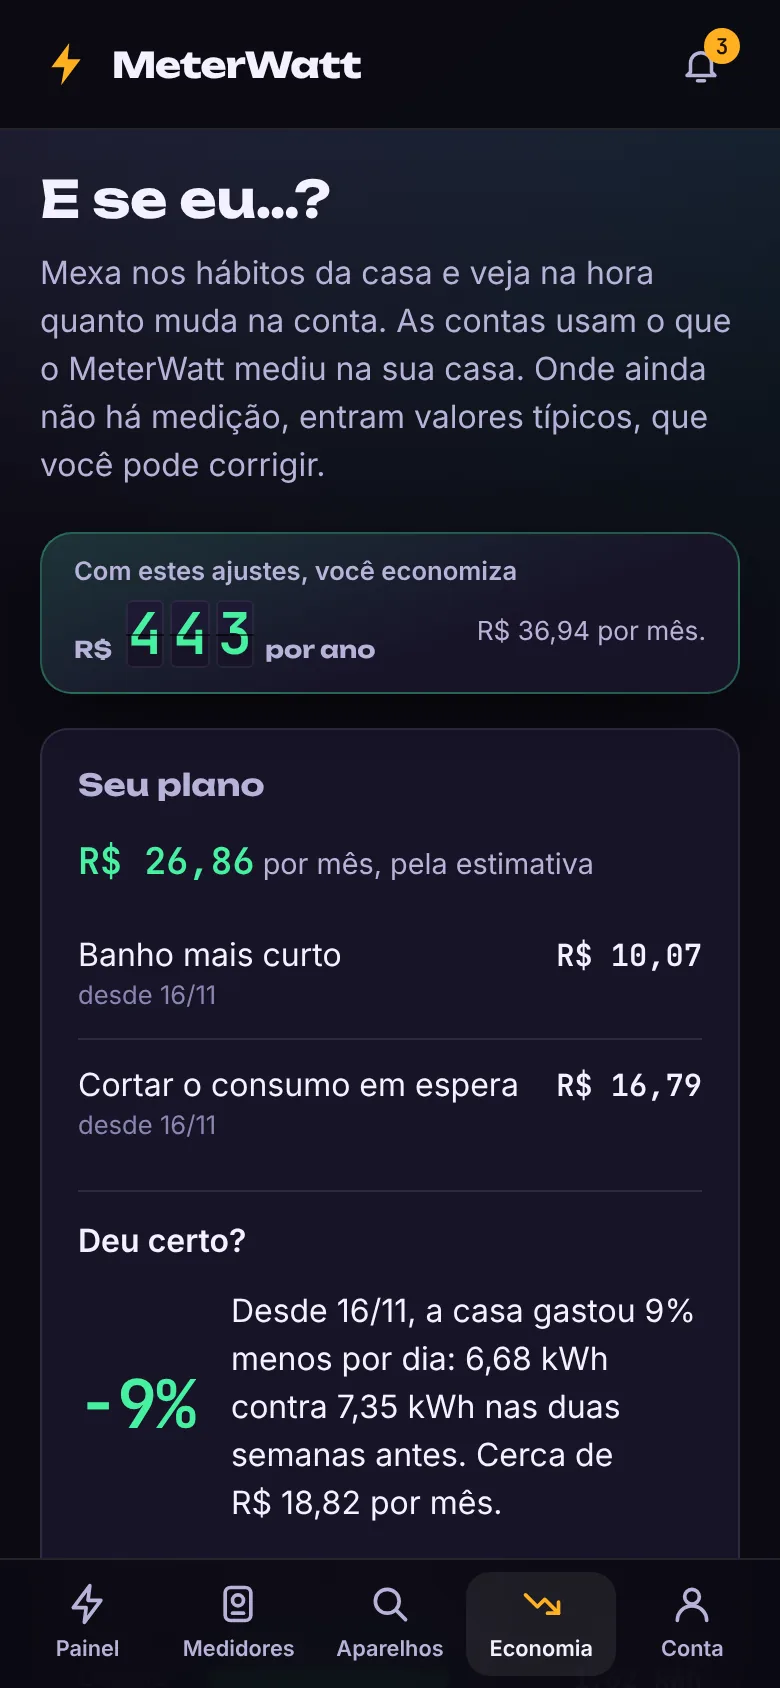 MeterWatt
3
E se eu...?
Mexa nos hábitos da casa e veja na hora
quanto muda na conta. As contas usam o que
o MeterWatt mediu na sua casa. Onde ainda
não há medição, entram valores típicos, que
você pode corrigir.
Com estes ajustes, você economiza
R$ 443 por ano
R$ 36,94 por mês.
Seu plano
R$ 26,86 por mês, pela estimativa
Banho mais curto R$ 10,07
desde 16/11
Cortar o consumo em espera R$ 16,79
desde 16/11
Deu certo?
-9%
Desde 16/11, a casa gastou 9%
menos por dia: 6,68 kWh
contra 7,35 kWh nas duas
semanas antes. Cerca de
R$ 18,82 por mês.
Painel Medidores Aparelhos Economia Conta